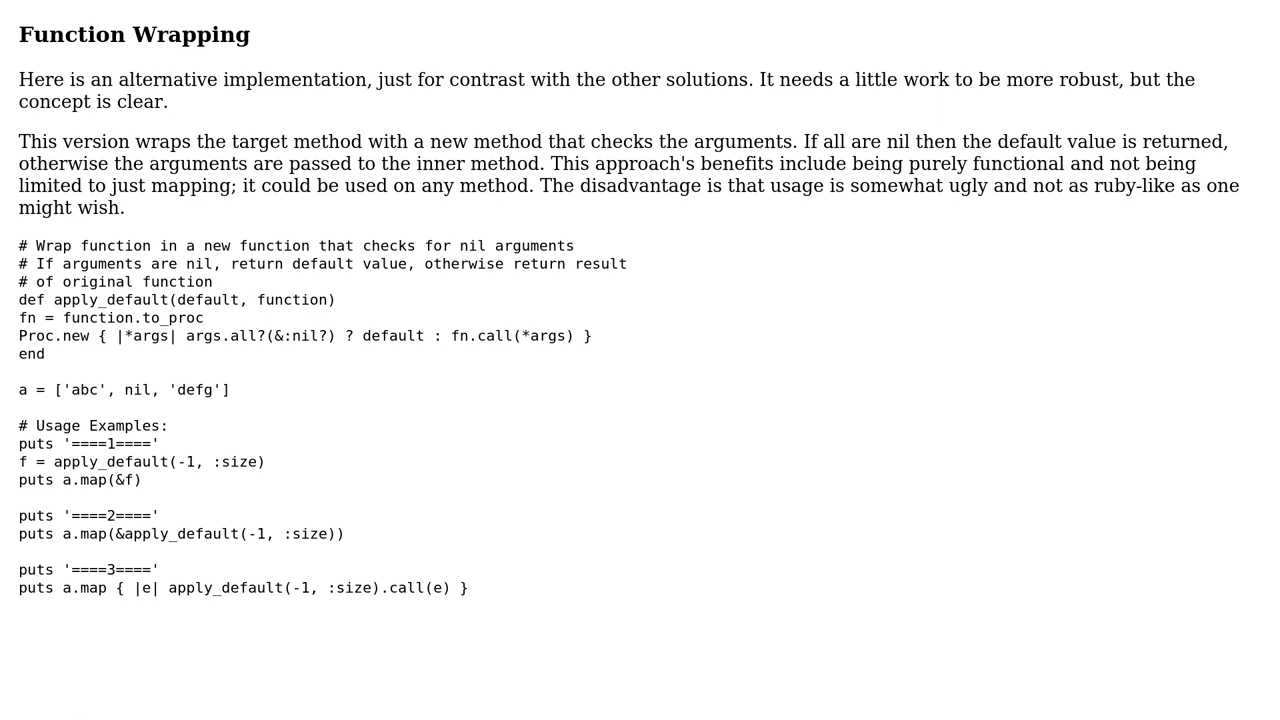 Function Wrapping
Here is an alternative implementation, just for contrast with the other solutions. It needs a little work to be more robust, but the
concept is clear.
This version wraps the target method with a new method that checks the arguments. If all are nil then the default value is returned,
otherwise the arguments are passed to the inner method. This approach's benefits include being purely functional and not being
limited to just mapping; it could be used on any method. The disadvantage is that usage is somewhat ugly and not as ruby-like as one
might wish.
# Wrap function in a new function that checks for nil arguments
# If arguments are nil, return default value, otherwise return result
# of original function
def apply_default(default, function)
fn = function.to_proc
Proc.new { |*args| args.all?(&:nil?) ? default : fn.call(*args) }
end
a = ['abc', nil, 'defg']
# Usage Examples:
puts '====1===='
f = apply_default(-1, :size)
puts a.map(&f)
puts '====2===='
puts a.map(&apply_default(-1, :size))
puts '====3===='
puts a.map { |e| apply_default(-1, :size).call(e) }